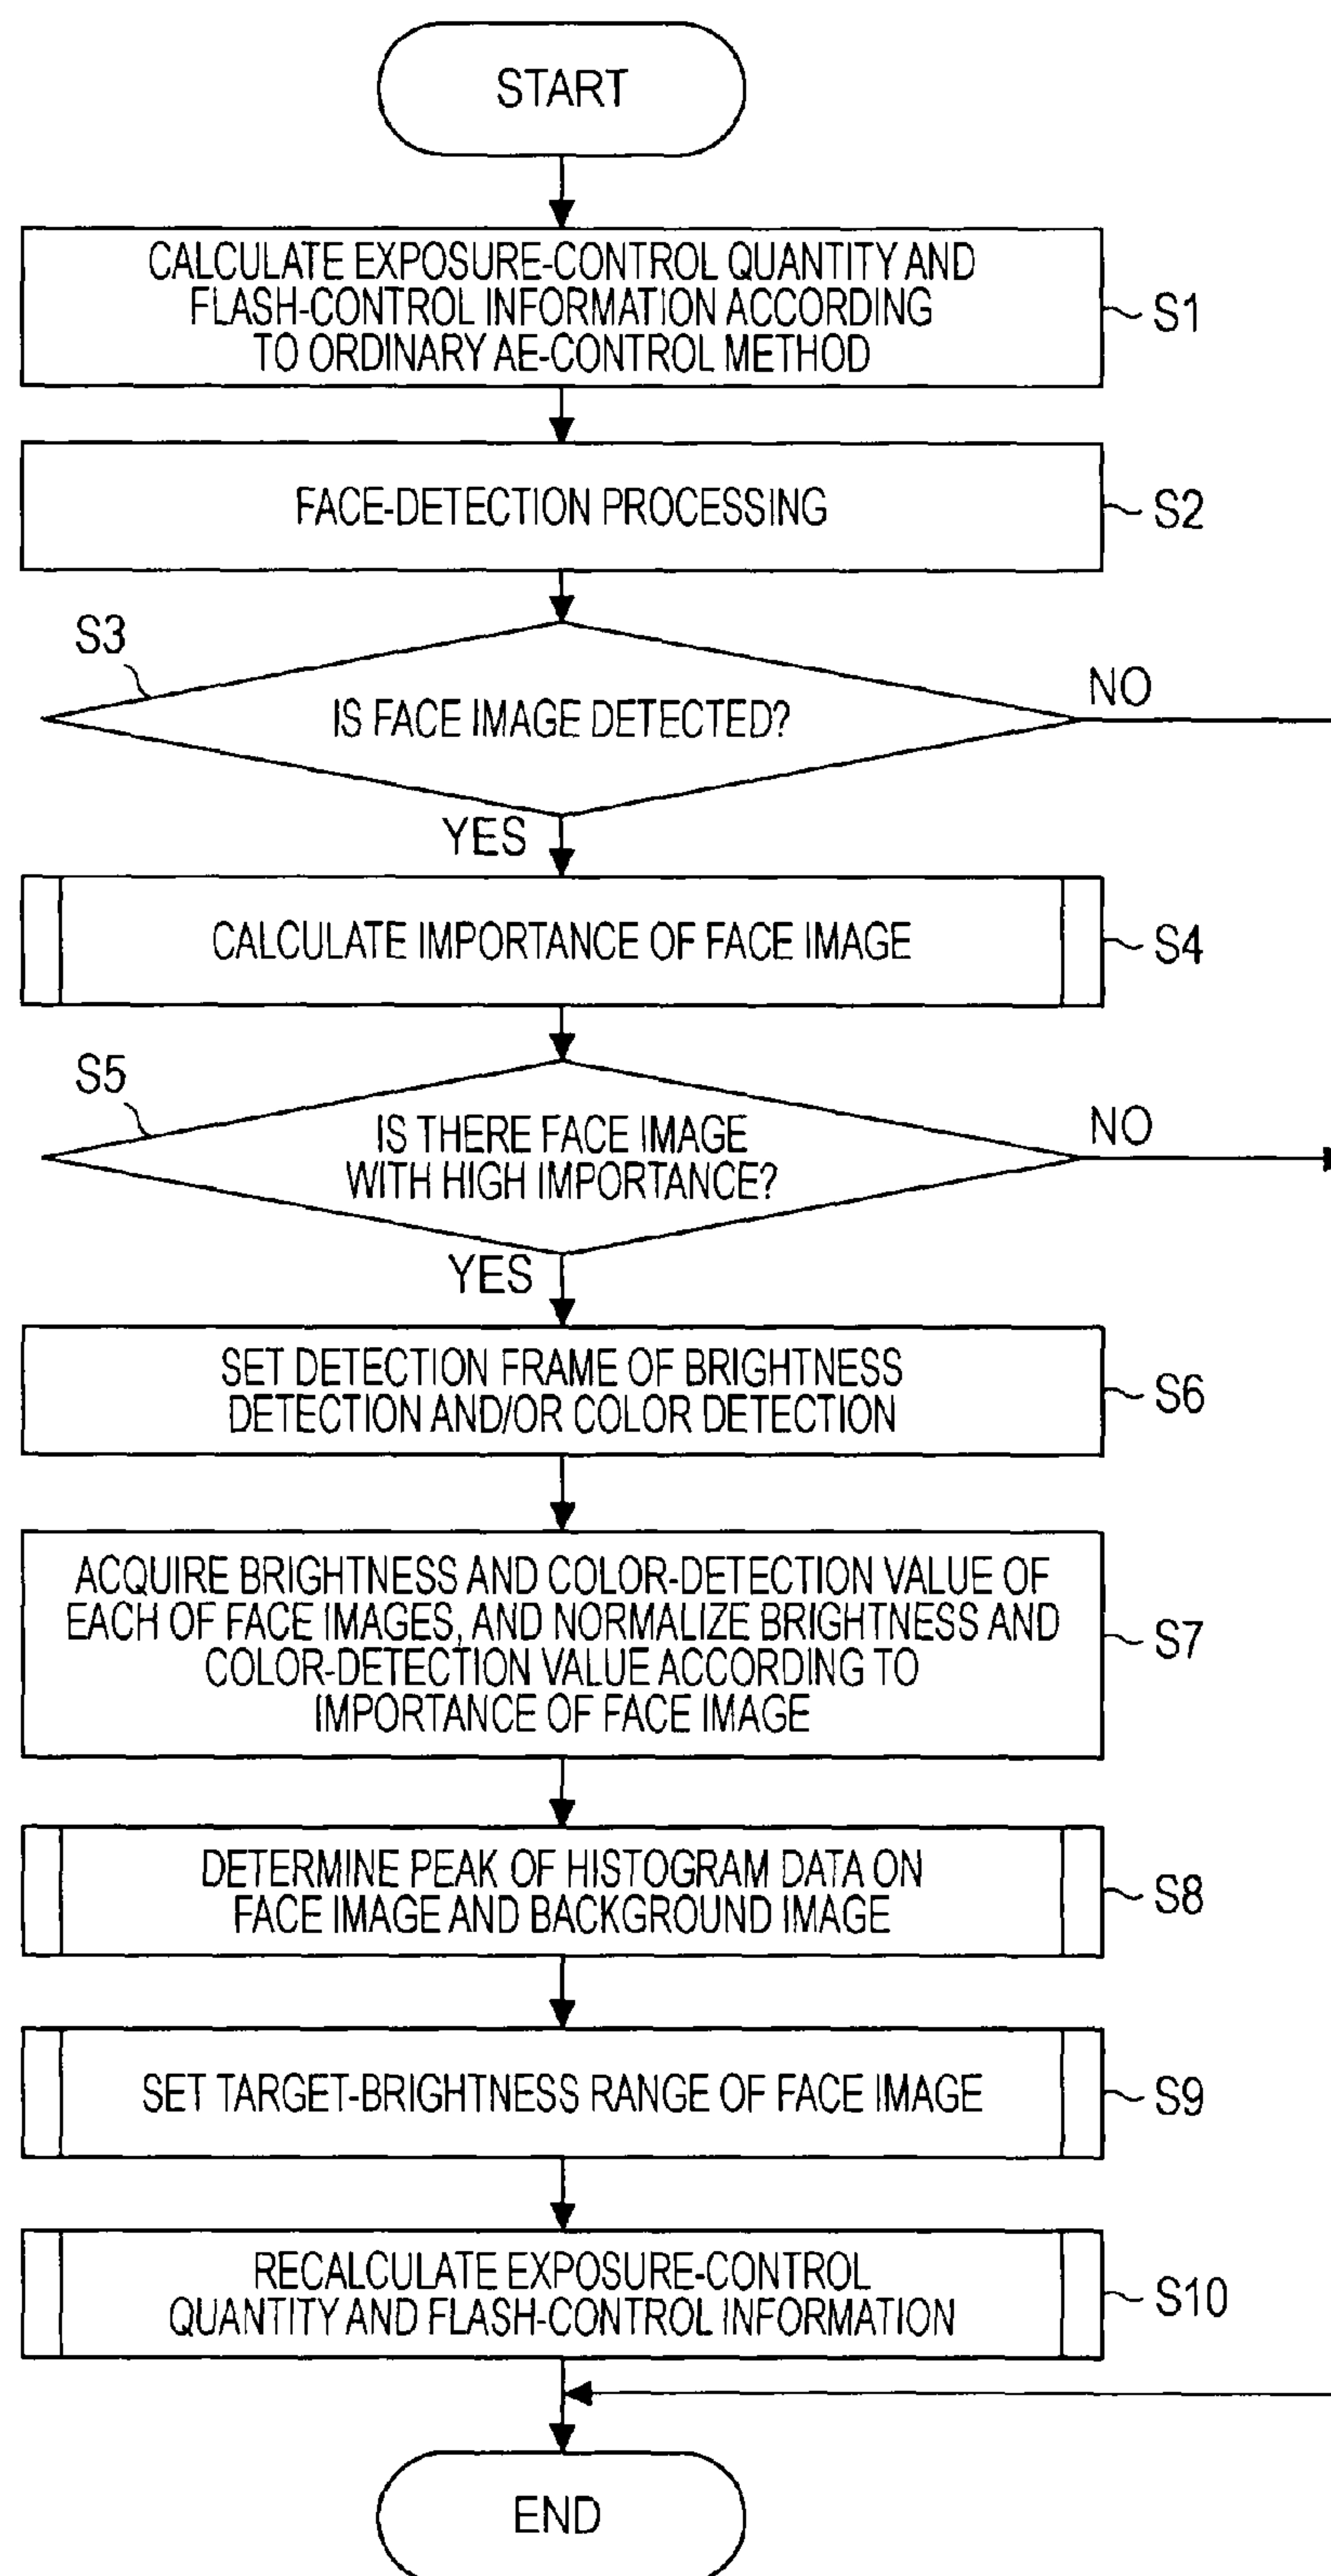 START
CALCULATE EXPOSURE-CONTROL QUANTITY AND
FLASH-CONTROL INFORMATION ACCORDING
TO ORDINARY AE-CONTROL METHOD
S1
FACE-DETECTION PROCESSING
S2
S3
IS FACE IMAGE DETECTED?
NO
YES
CALCULATE IMPORTANCE OF FACE IMAGE
S4
S5
IS THERE FACE IMAGE
WITH HIGH IMPORTANCE?
NO
YES
SET DETECTION FRAME OF BRIGHTNESS
DETECTION AND/OR COLOR DETECTION
S6
ACQUIRE BRIGHTNESS AND COLOR-DETECTION VALUE OF
EACH OF FACE IMAGES, AND NORMALIZE BRIGHTNESS AND
COLOR-DETECTION VALUE ACCORDING TO
IMPORTANCE OF FACE IMAGE
S7
DETERMINE PEAK OF HISTOGRAM DATA ON
FACE IMAGE AND BACKGROUND IMAGE
S8
SET TARGET-BRIGHTNESS RANGE OF FACE IMAGE
S9
RECALCULATE EXPOSURE-CONTROL
QUANTITY AND FLASH-CONTROL INFORMATION
S10
END